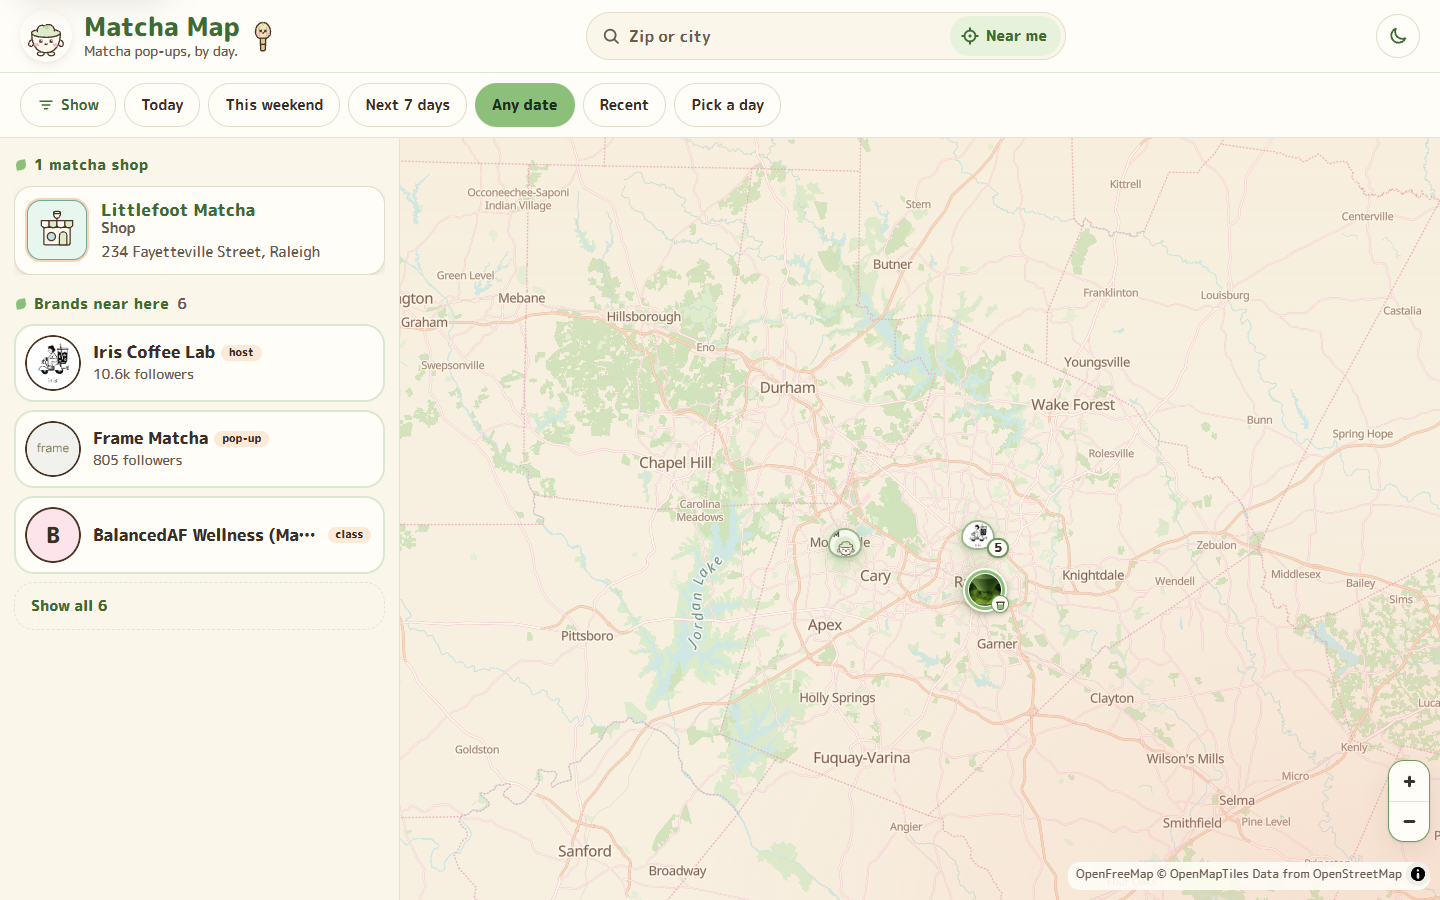 Matcha Map
Matcha pop-ups, by day.
Zip or city
Near me
Show
Today
This weekend
Next 7 days
Any date
Recent
Pick a day
1 matcha shop
Littlefoot Matcha
Shop
234 Fayetteville Street, Raleigh
Brands near here 6
Iris Coffee Lab host
10.6k followers
frame
Frame Matcha pop-up
805 followers
B
BalancedAF Wellness (Ma··· class
Show all 6
Occoneechee-Saponi
Indian Village
Kittrell
Stem
Centerville
Butner
Green Level
Mebane
Franklinton
Louisburg
Castalia
Graham
Hillsborough
Eno
Swepsonville
Youngsville
Durham
Wake Forest
Bunn
Spring Hope
Rolesville
Chapel Hill
Carolina
Meadows
5
Zebulon
Jordan Lake
Cary
Knightdale
Wendell
Middlesex
Bailey
Sims
Apex
Pittsboro
Garner
Holly Springs
Clayton
Goldston
Kenly
Fuquay-Varina
Wilson's Mills
Micro
Selma
Smithfield
Pine Level
Angier
Sanford
Broadway
+
−
OpenFreeMap © OpenMapTiles Data from OpenStreetMap